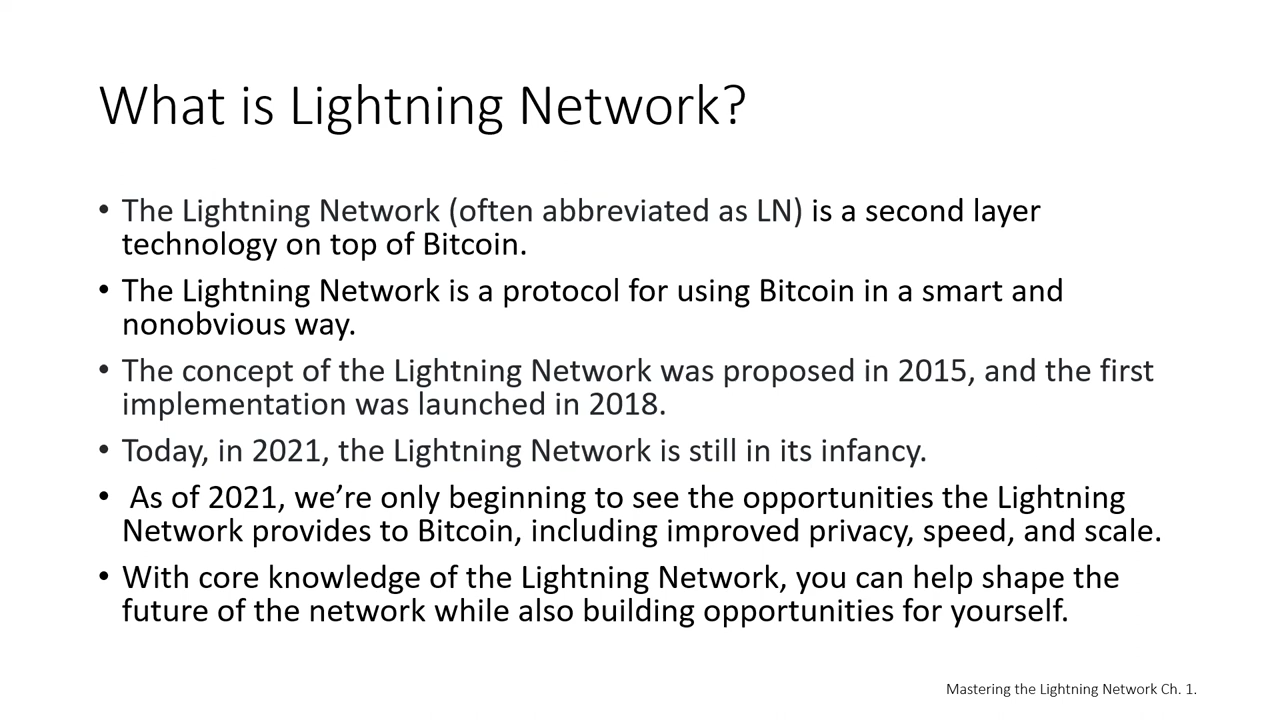 What is Lightning Network?
• The Lightning Network (often abbreviated as LN) is a second layer
technology on top of Bitcoin.
• The Lightning Network is a protocol for using Bitcoin in a smart and
nonobvious way.
• The concept of the Lightning Network was proposed in 2015, and the first
implementation was launched in 2018.
• Today, in 2021, the Lightning Network is still in its infancy.
• As of 2021, we’re only beginning to see the opportunities the Lightning
Network provides to Bitcoin, including improved privacy, speed, and scale.
• With core knowledge of the Lightning Network, you can help shape the
future of the network while also building opportunities for yourself.
Mastering the Lightning Network Ch. 1.